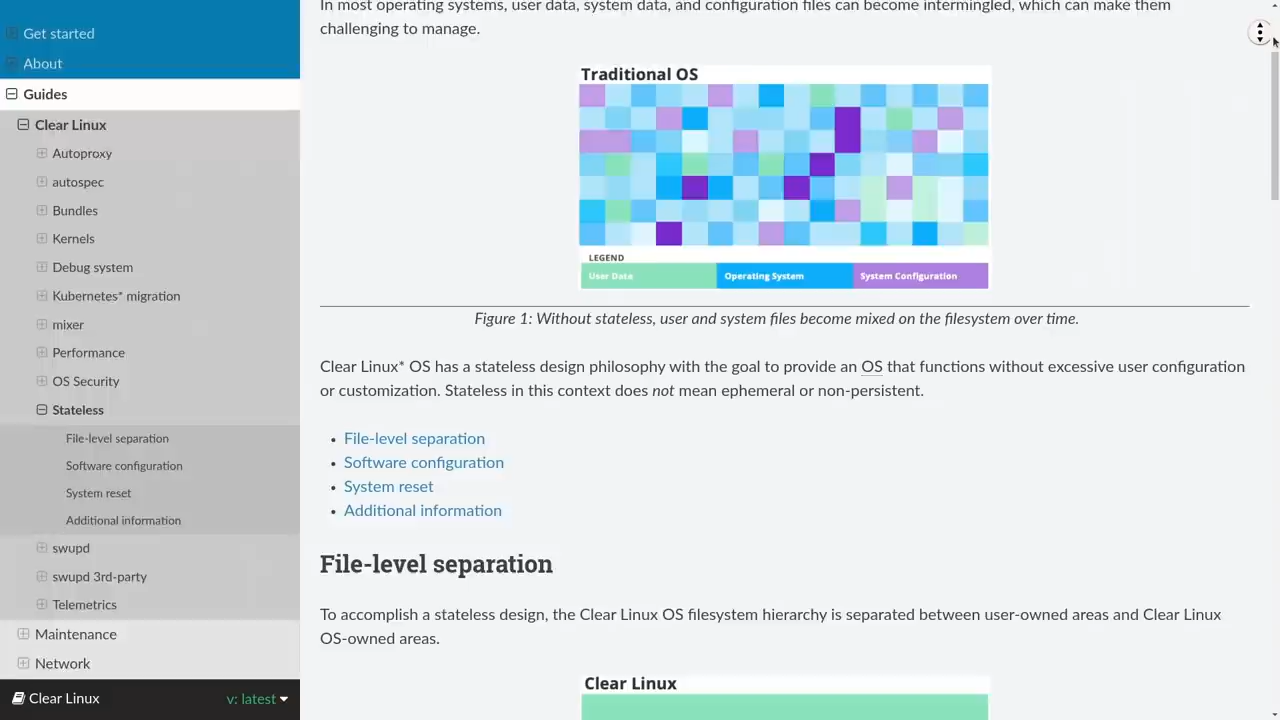 Get started
About
Guides
Clear Linux
Autoproxy
autospec
Bundles
Kernels
Debug system
Kubernetes* migration
mixer
Performance
OS Security
Stateless
File-level separation
Software configuration
System reset
Additional information
swupd
swupd 3rd-party
Telemetrics
Maintenance
Network
Clear Linux
v: latest
In most operating systems, user data, system data, and configuration files can become intermingled, which can make them
challenging to manage.
Traditional OS
LEGEND
User Data
Operating System
System Configuration
Figure 1: Without stateless, user and system files become mixed on the filesystem over time.
Clear Linux* OS has a stateless design philosophy with the goal to provide an OS that functions without excessive user configuration
or customization. Stateless in this context does not mean ephemeral or non-persistent.
• File-level separation
• Software configuration
• System reset
• Additional information
File-level separation
To accomplish a stateless design, the Clear Linux OS filesystem hierarchy is separated between user-owned areas and Clear Linux
OS-owned areas.
Clear Linux